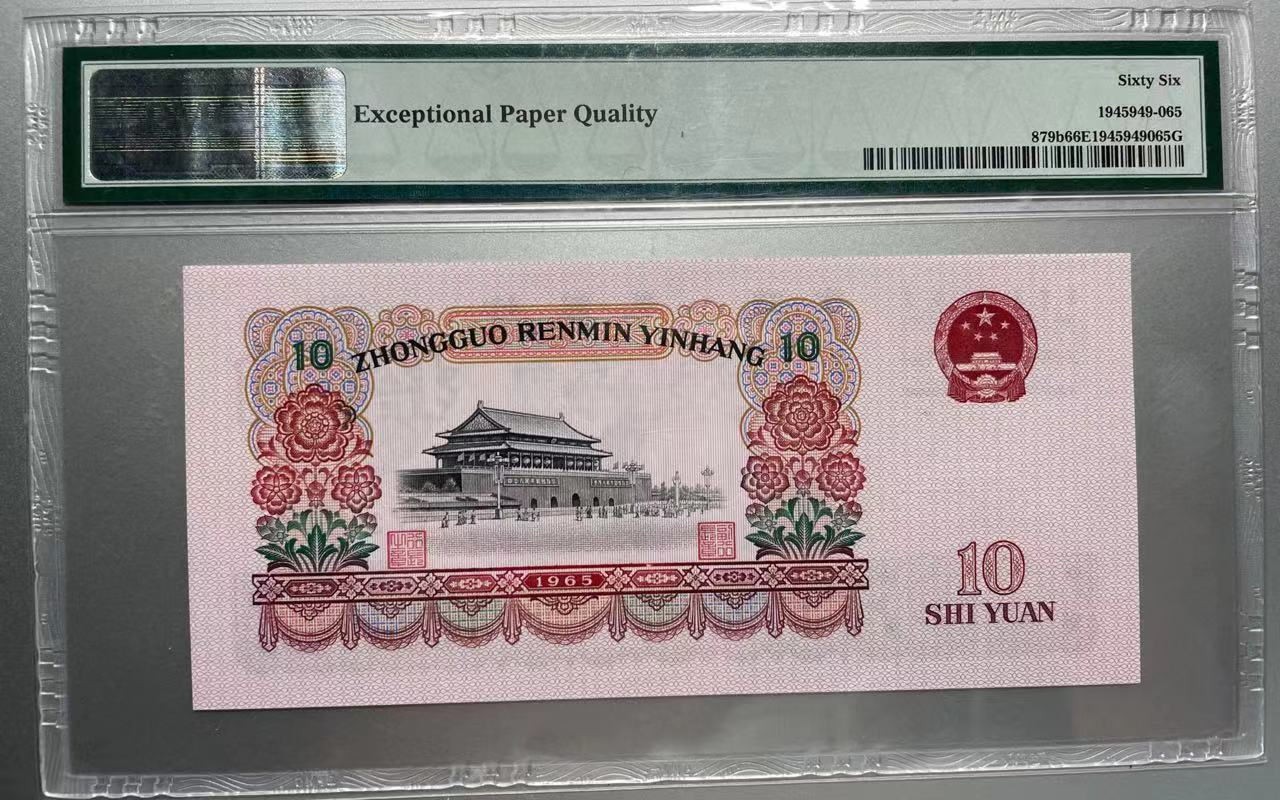 Exceptional Paper Quality
Sixty Six
1945949-065
879b66E1945949065G
ZHONGGUO RENMIN YINHANG
10
10
1965
10
SHI YUAN